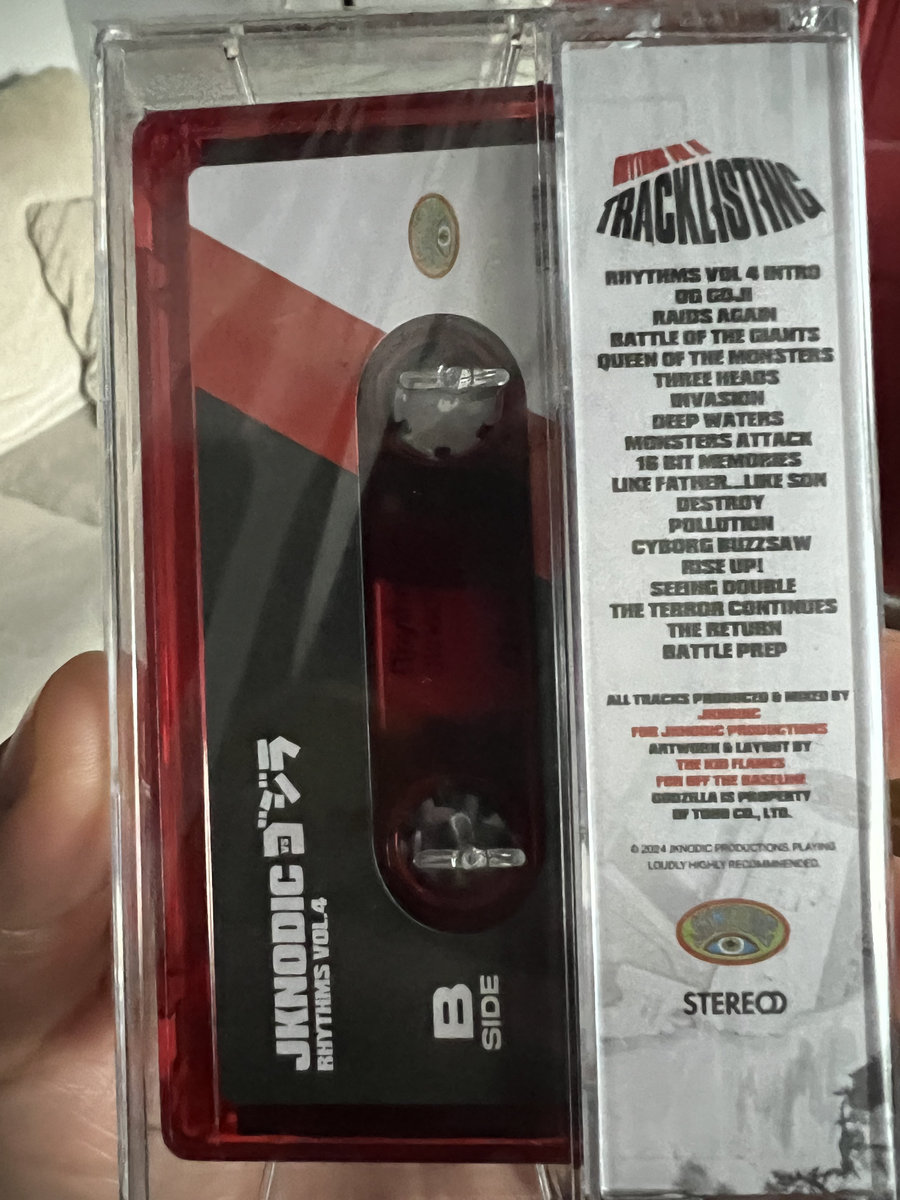 TRACKLISTING
RHYTHMS VOL 4 INTRO
OG GOJI
RAIDS AGAIN
BATTLE OF THE GIANTS
QUEEN OF THE MONSTERS
THREE HEADS
INVASION
DEEP WATERS
MONSTERS ATTACK
16 BIT MEMORIES
LIKE FATHER...LIKE SON
DESTROY
POLLUTION
CYBORG BUZZSAW
RISE UP!
SEEING DOUBLE
THE TERROR CONTINUES
THE RETURN
BATTLE PREP
ALL TRACKS PRODUCED & MIXED BY
JKNODIC
FOR JKNODIC PRODUCTIONS
ARTWORK & LAYOUT BY
THE KID FLAMES
FOR OFF THE BASELINE
GODZILLA IS PROPERTY
OF TOHO CO., LTD.
© 2024 JKNODIC PRODUCTIONS. PLAYING
LOUDLY HIGHLY RECOMMMENDED.
STEREO
JKNODIC VS ゴジラ
RHYTHMS VOL.4
B
SIDE